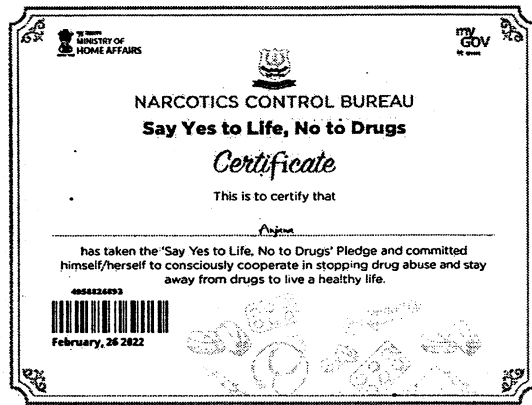 MINISTRY OF
HOME AFFAIRS
my
GOV
NARCOTICS CONTROL BUREAU
Say Yes to Life, No to Drugs
Certificate
This is to certify that
Anjana
has taken the 'Say Yes to Life, No to Drugs' Pledge and committed
himself/herself to consciously cooperate in stopping drug abuse and stay
away from drugs to live a healthy life.
4958826893
February, 26 2022